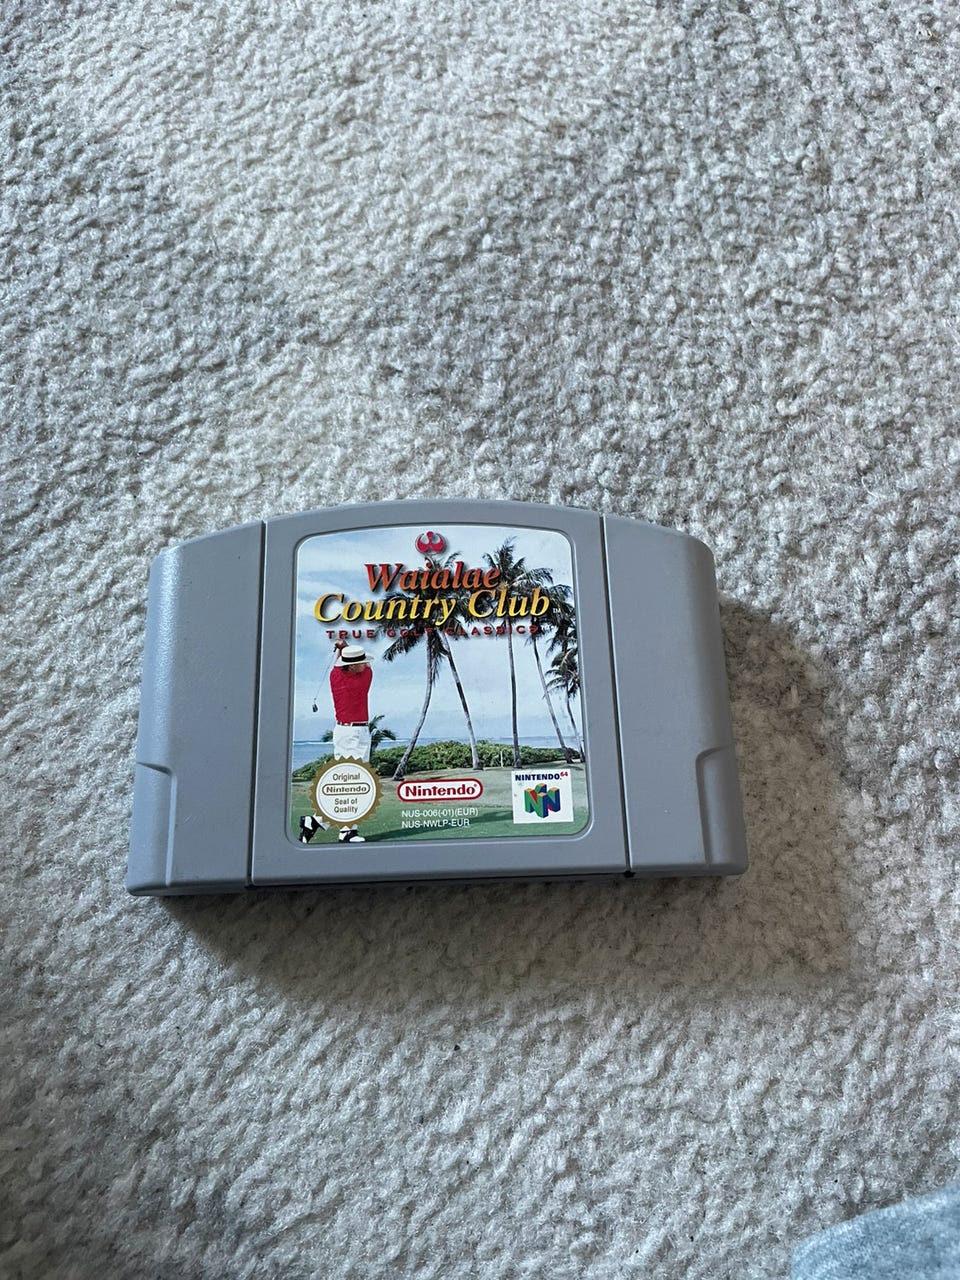 Waialae
Country Club
TRUE GOLF CLASSICS
Original
Nintendo
Seal of
Quality
Nintendo®
NUS-006(-01)(EUR)
NUS-NWLP-EUR
NINTENDO64